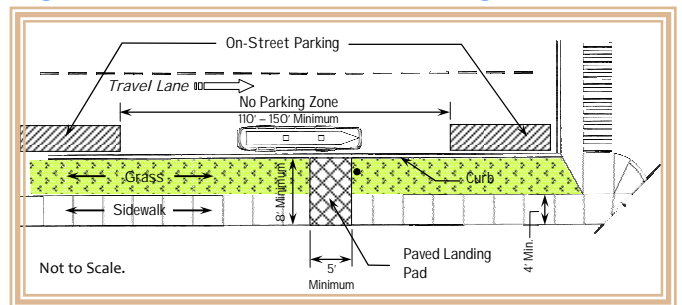 On-Street Parking
Travel Lane
No Parking Zone
110' – 150' Minimum
Grass
Curb
8' Minimum
Sidewalk
4' Min.
Paved Landing
Pad
5'
Minimum
Not to Scale.